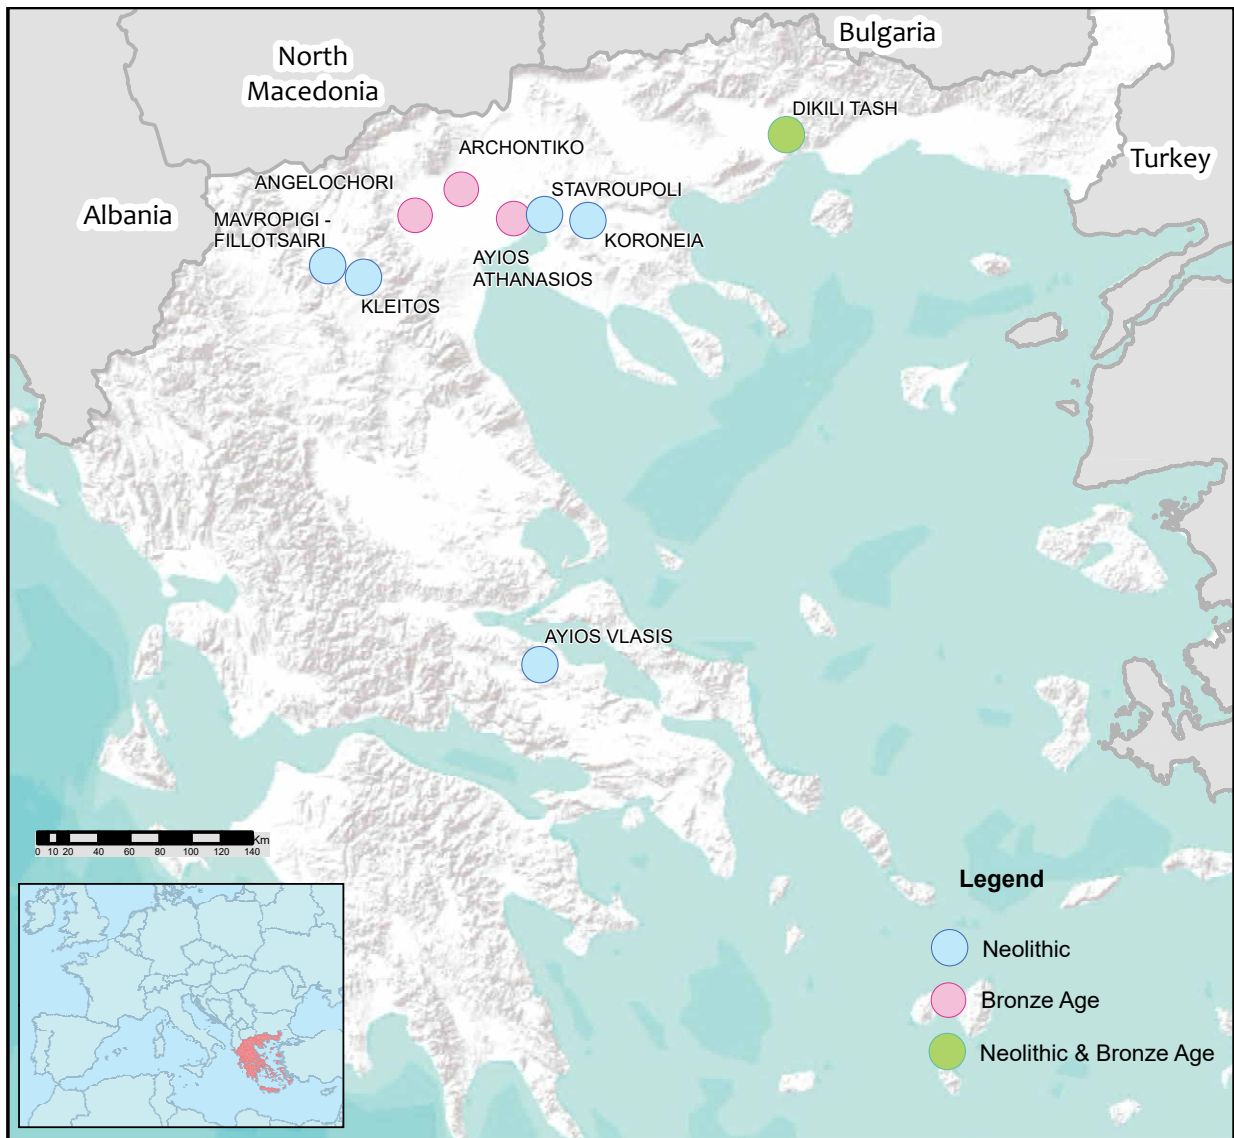 Bulgaria
North
Macedonia
DIKILI TASH
ARCHONTIKO
Turkey
ANGELOCHORI
STAVROUPOLI
Albania
MAVROPIGI -
FILLOTSAIRI
KORONEIA
AYIOS
ATHANASIOS
KLEITOS
AYIOS VLASIS
Km
0 10 20 40 60 80 100 120 140
Legend
Neolithic
Bronze Age
Neolithic & Bronze Age